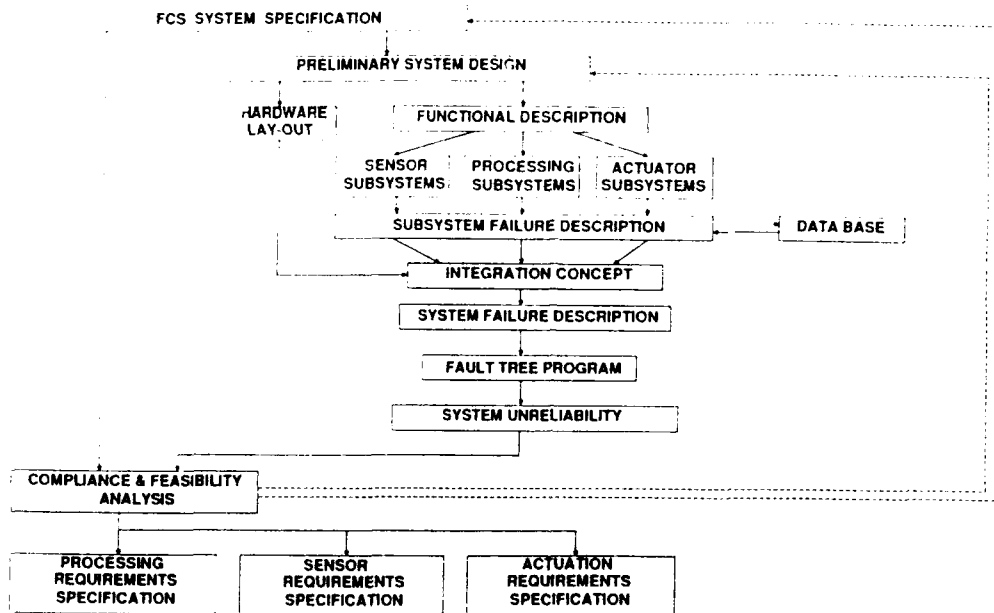 FCS SYSTEM SPECIFICATION
PRELIMINARY SYSTEM DESIGN
HARDWARE
LAY-OUT
FUNCTIONAL DESCRIPTION
SENSOR
SUBSYSTEMS
PROCESSING
SUBSYSTEMS
ACTUATOR
SUBSYSTEMS
SUBSYSTEM FAILURE DESCRIPTION
DATA BASE
INTEGRATION CONCEPT
SYSTEM FAILURE DESCRIPTION
FAULT TREE PROGRAM
SYSTEM UNRELIABILITY
COMPLIANCE & FEASIBILITY
ANALYSIS
PROCESSING
REQUIREMENTS
SPECIFICATION
SENSOR
REQUIREMENTS
SPECIFICATION
ACTUATION
REQUIREMENTS
SPECIFICATION